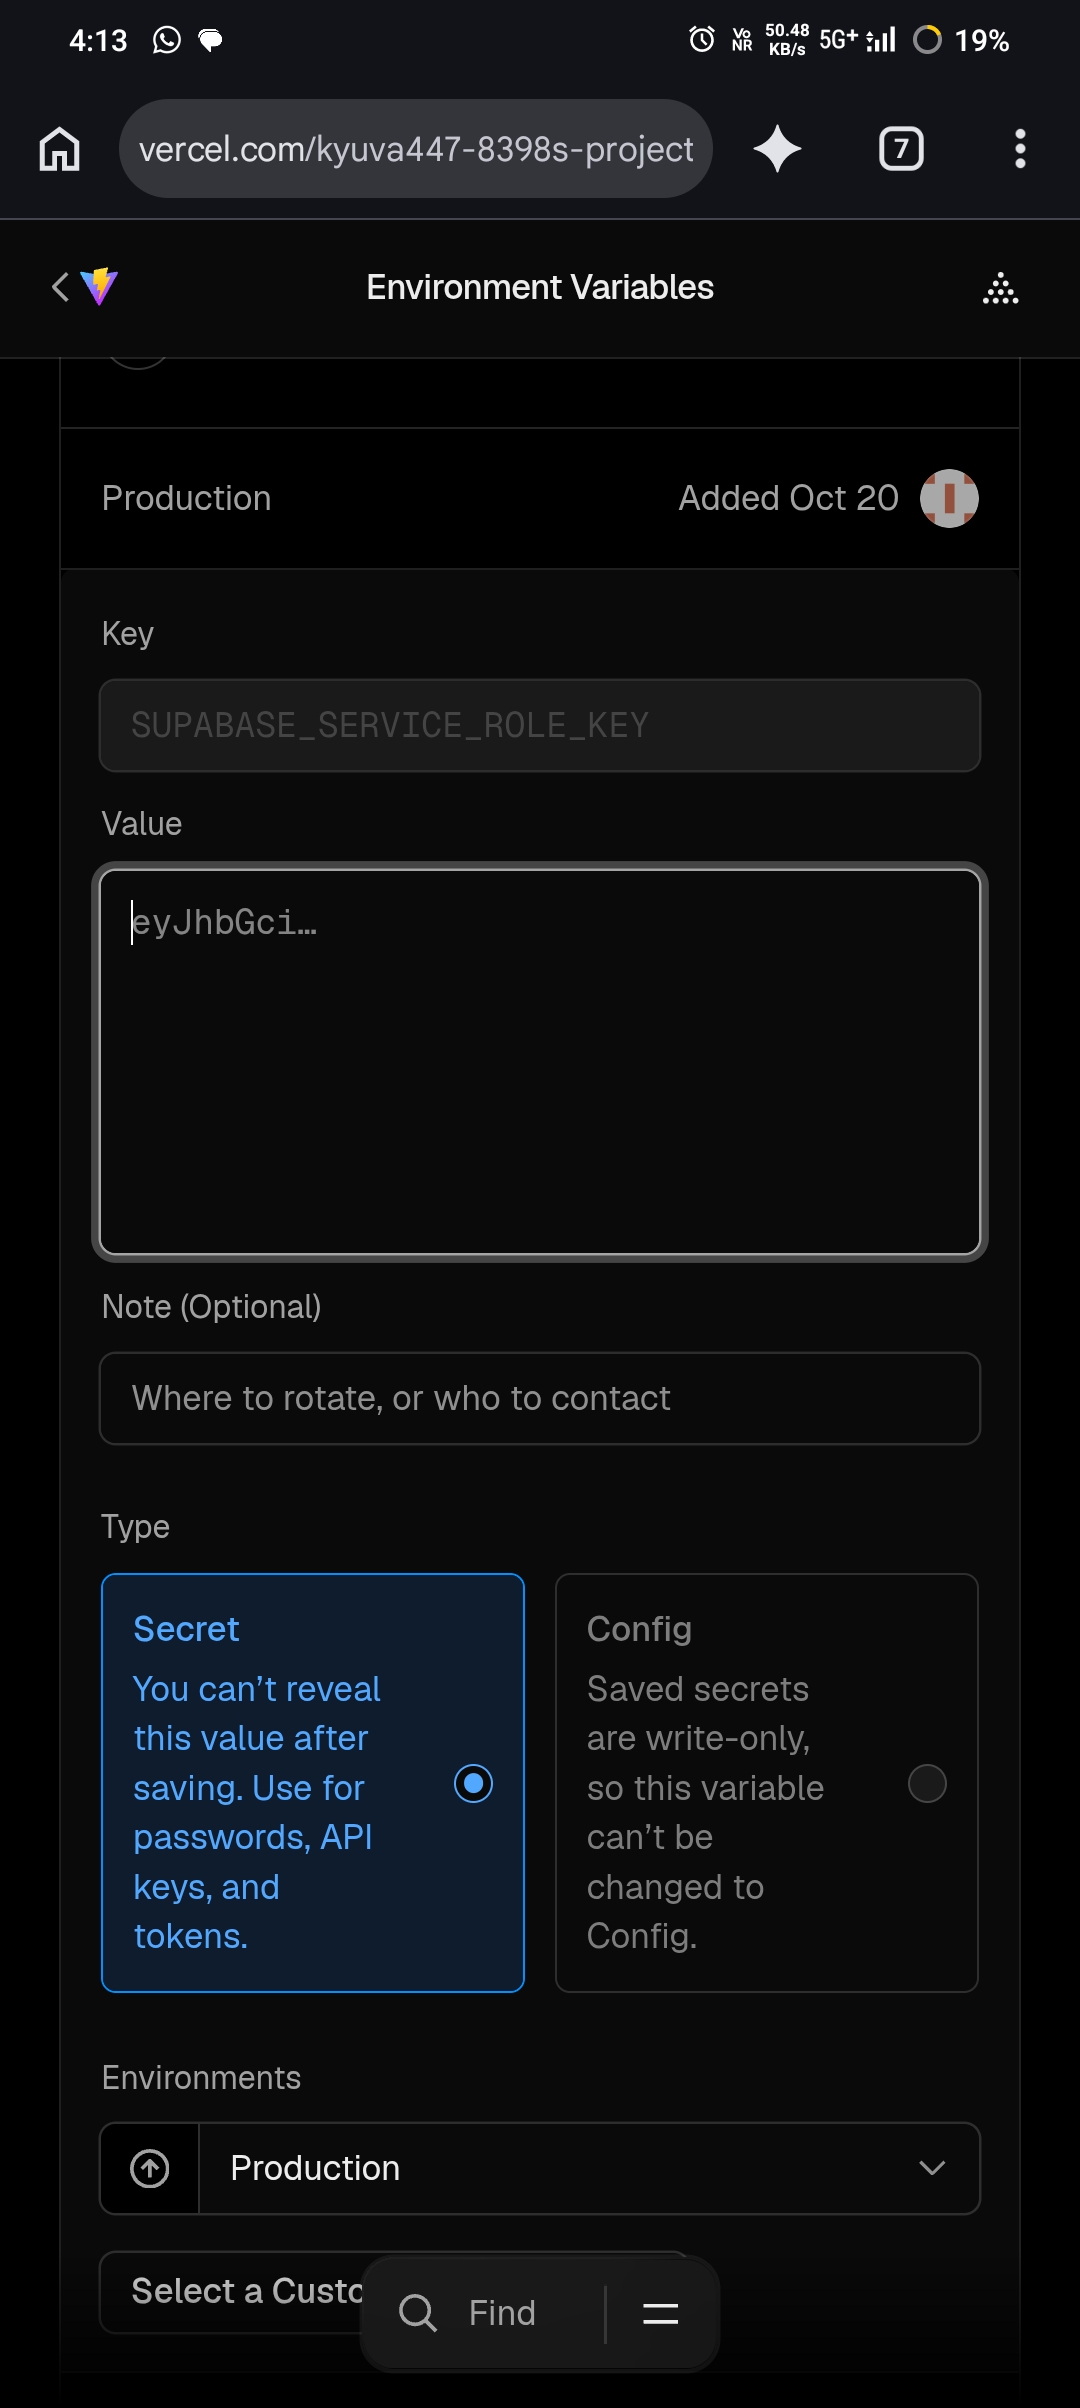 4:13
Vo
NR
50.48
KB/s
5G+
19%
vercel.com/kyuva447-8398s-project
7
Environment Variables
Production
Added Oct 20
Key
SUPABASE_SERVICE_ROLE_KEY
Value
eyJhbGci…
Note (Optional)
Where to rotate, or who to contact
Type
Secret
You can’t reveal
this value after
saving. Use for
passwords, API
keys, and
tokens.
Config
Saved secrets
are write-only,
so this variable
can’t be
changed to
Config.
Environments
Production
Select a Custo
Find